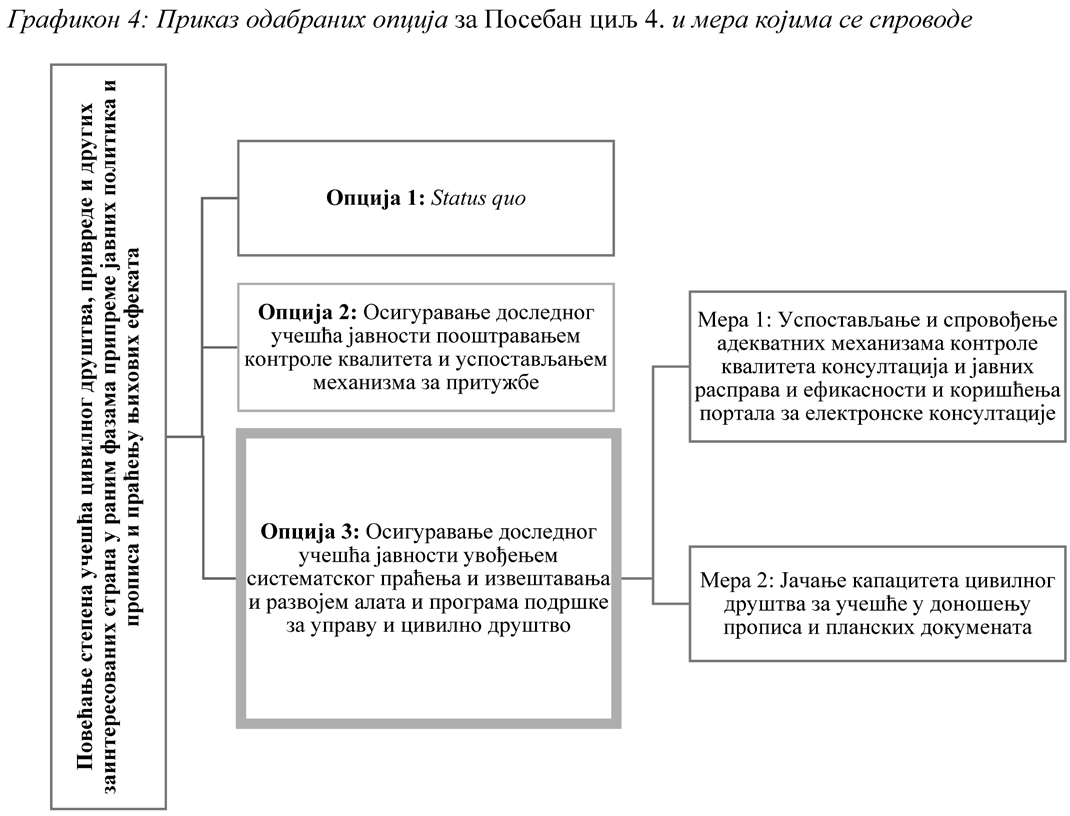 Графикон 4: Приказ одабраних опција за Посебан циљ 4. и мера којима се спроводе
Повећање степена учешћа цивилног друштва, привреде и других
заинтересованих страна у раним фазама припреме јавних политика и
прописа и праћењу њихових ефеката
Опција 1: Status quo
Опција 2: Осигуравање доследног
учешћа јавности пооштравањем
контроле квалитета и успостављањем
механизма за притужбе
Опција 3: Осигуравање доследног
учешћа јавности увођењем
систематског праћења и извештавања
и развојем алата и програма подршке
за управу и цивилно друштво
Мера 1: Успостављање и спровођење
адекватних механизама контроле
квалитета консултација и јавних
расправа и ефикасности и коришћења
портала за електронске консултације
Мера 2: Јачање капацитета цивилног
друштва за учешће у доношењу
прописа и планских докумената